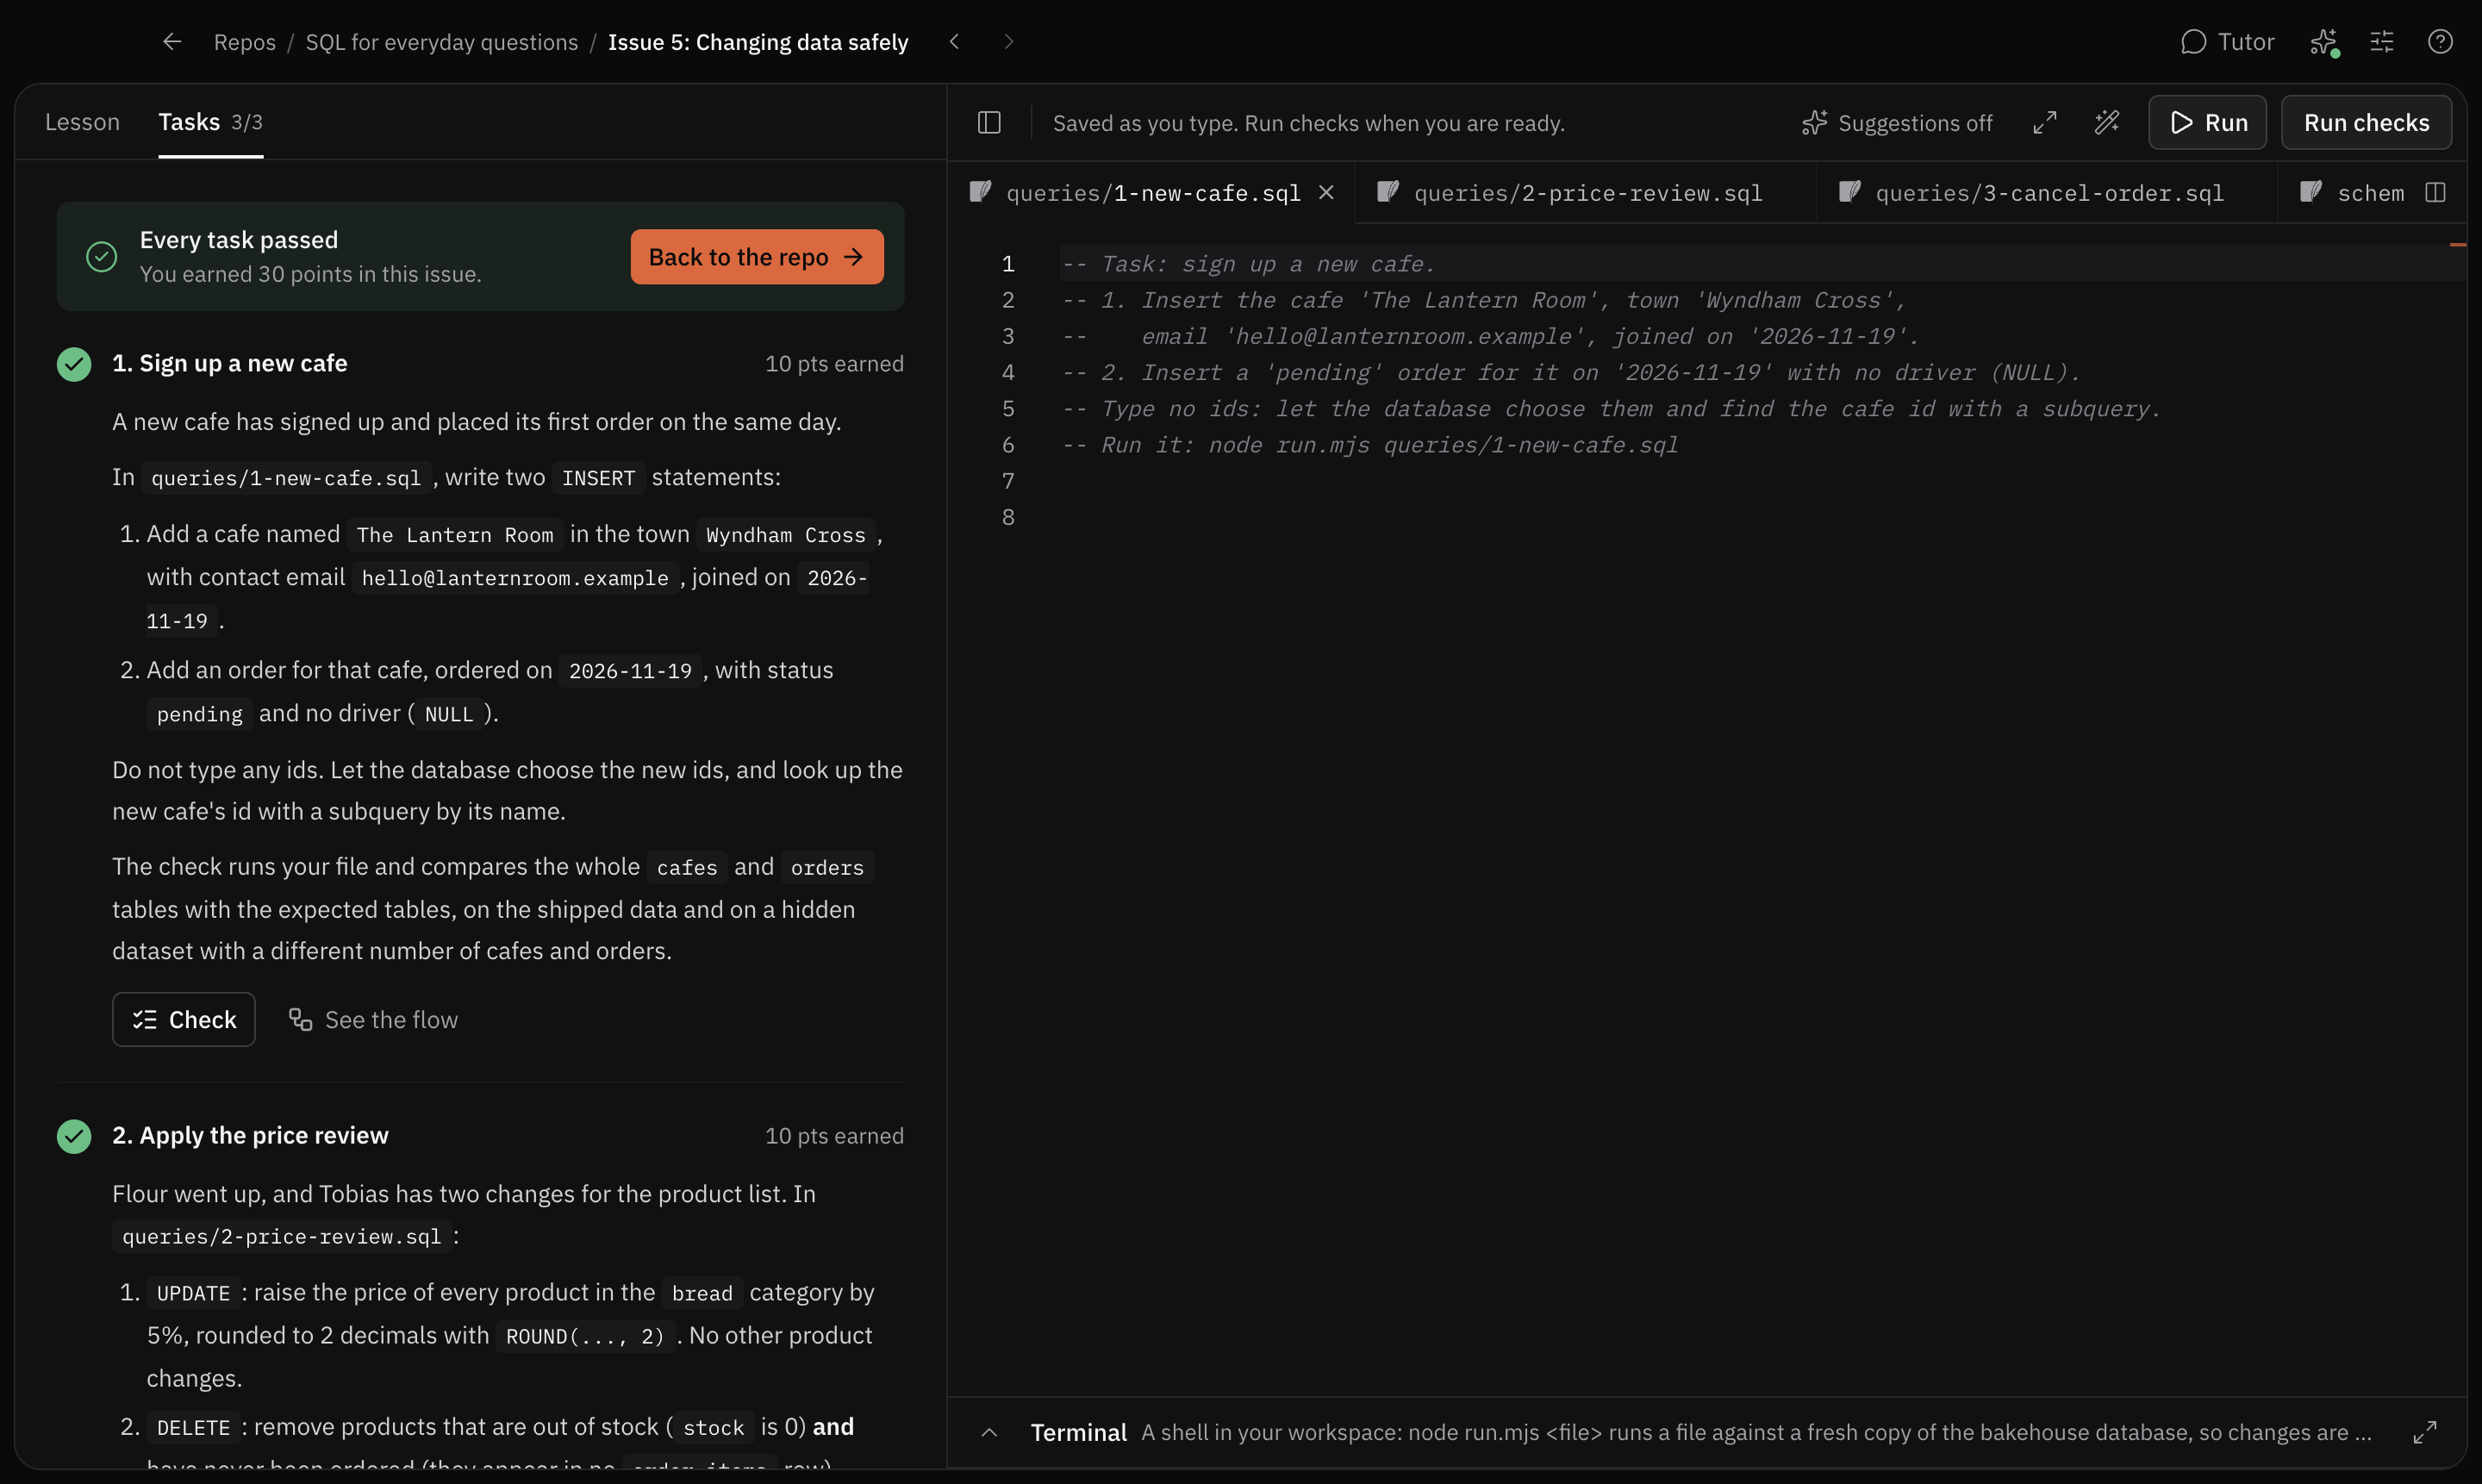 Repos / SQL for everyday questions / Issue 5: Changing data safely
Tutor
Lesson
Tasks 3/3
Every task passed
You earned 30 points in this issue.
Back to the repo
1. Sign up a new cafe
10 pts earned
A new cafe has signed up and placed its first order on the same day.
In queries/1-new-cafe.sql, write two INSERT statements:
1. Add a cafe named The Lantern Room in the town Wyndham Cross,
with contact email hello@lanternroom.example, joined on 2026-
11-19.
2. Add an order for that cafe, ordered on 2026-11-19, with status
pending and no driver (NULL).
Do not type any ids. Let the database choose the new ids, and look up the
new cafe's id with a subquery by its name.
The check runs your file and compares the whole cafes and orders
tables with the expected tables, on the shipped data and on a hidden
dataset with a different number of cafes and orders.
Check
See the flow
2. Apply the price review
10 pts earned
Flour went up, and Tobias has two changes for the product list. In
queries/2-price-review.sql:
1. UPDATE: raise the price of every product in the bread category by
5%, rounded to 2 decimals with ROUND(..., 2). No other product
changes.
2. DELETE: remove products that are out of stock (stock is 0) and
have never been ordered (they appear in no order_items row)
Saved as you type. Run checks when you are ready.
Suggestions off
Run
Run checks
queries/1-new-cafe.sql
queries/2-price-review.sql
queries/3-cancel-order.sql
schem
1 -- Task: sign up a new cafe.
2 -- 1. Insert the cafe 'The Lantern Room', town 'Wyndham Cross',
3 --    email 'hello@lanternroom.example', joined on '2026-11-19'.
4 -- 2. Insert a 'pending' order for it on '2026-11-19' with no driver (NULL).
5 -- Type no ids: let the database choose them and find the cafe id with a subquery.
6 -- Run it: node run.mjs queries/1-new-cafe.sql
7
8
Terminal A shell in your workspace: node run.mjs <file> runs a file against a fresh copy of the bakehouse database, so changes are ...